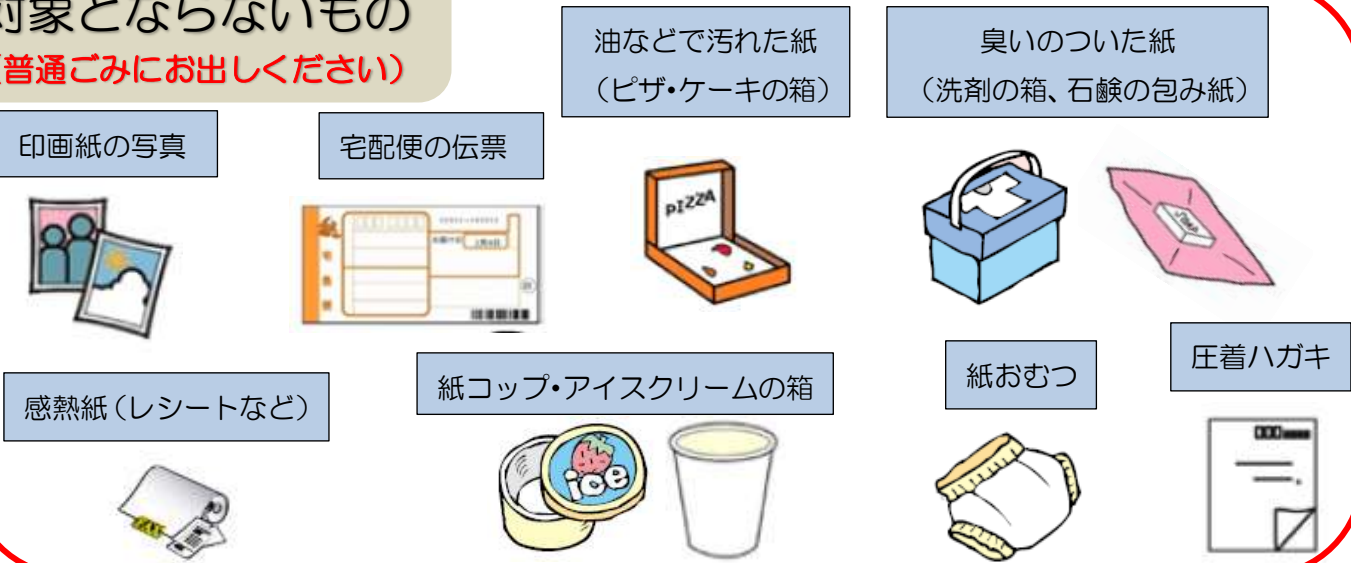 対象とならないもの
（普通ごみにお出しください）
油などで汚れた紙
（ピザ・ケーキの箱）
臭いのついた紙
（洗剤の箱、石鹸の包み紙）
印画紙の写真
宅配便の伝票
PIZZA
SOAP
感熱紙（レシートなど）
紙コップ・アイスクリームの箱
紙おむつ
圧着ハガキ
ice